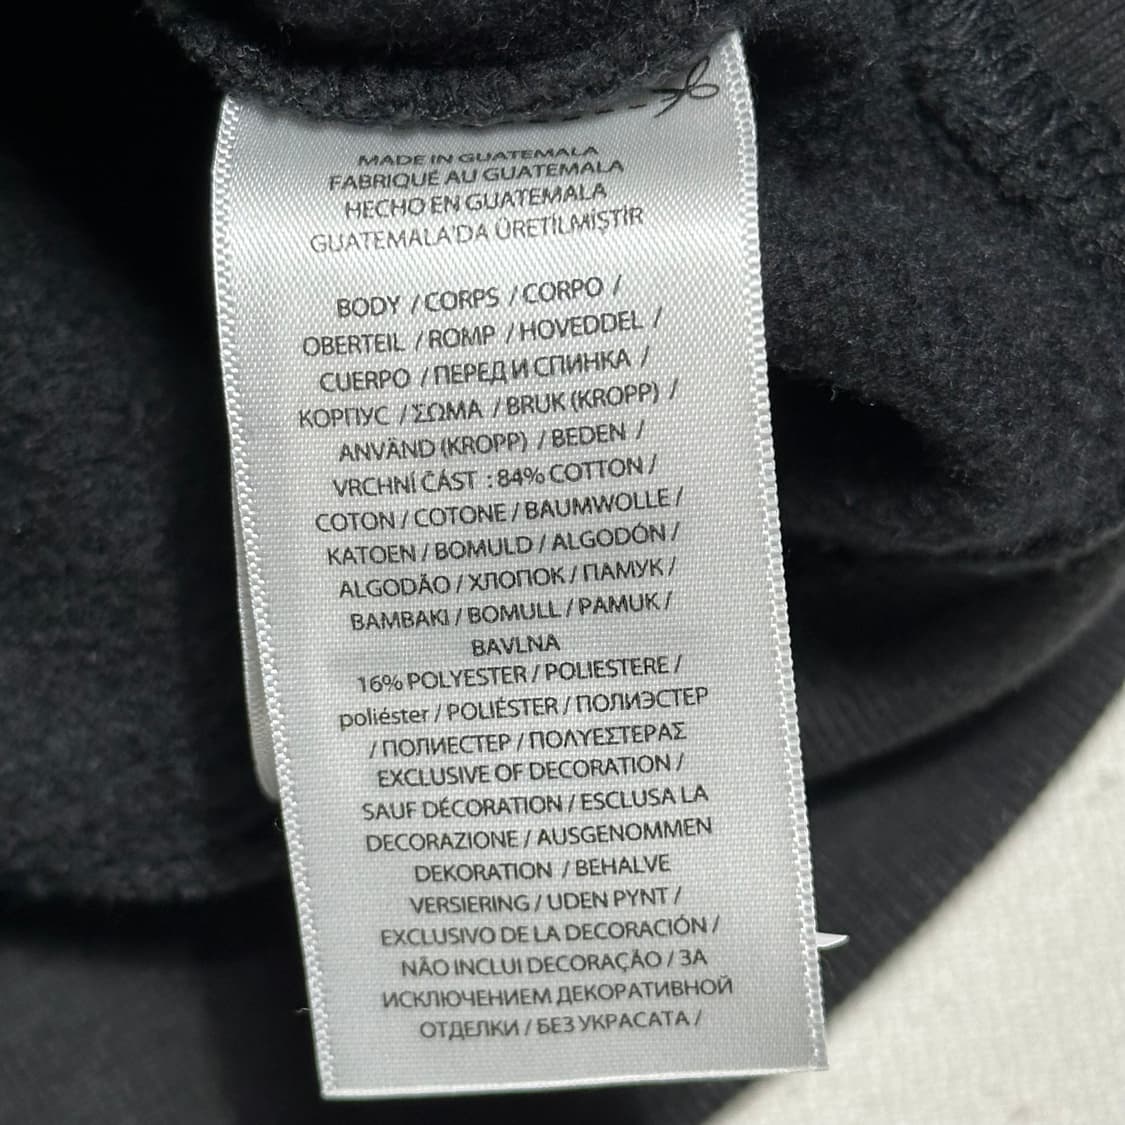 MADE IN GUATEMALA
FABRIQUÉ AU GUATEMALA
HECHO EN GUATEMALA
GUATEMALA'DA ÜRETİLMİŞTİR
BODY / CORPS / CORPO /
OBERTEIL / ROMP / HOVEDDEL /
CUERPO / ПЕРЕД И СПИНКА /
КОРПУС / ΣΩΜΑ / BRUK (KROPP) /
ANVÄND (KROPP) / BEDEN /
VRCHNÍ ČÁST : 84% COTTON /
COTON / COTONE / BAUMWOLLE /
KATOEN / BOMULD / ALGODÓN /
ALGODÃO / ХЛОПОК / ПАМУК /
BAMBAKI / BOMULL / PAMUK /
BAVLNA
16% POLYESTER / POLIESTERE /
poliéster / POLIÉSTER / ПОЛИЭСТЕР
/ ПОЛИЕСТЕР / ΠΟΛΥΕΣΤΕΡΑΣ
EXCLUSIVE OF DECORATION /
SAUF DÉCORATION / ESCLUSA LA
DECORAZIONE / AUSGENOMMEN
DEKORATION / BEHALVE
VERSIERING / UDEN PYNT /
EXCLUSIVO DE LA DECORACIÓN /
NÃO INCLUI DECORAÇÃO / ЗА
ИСКЛЮЧЕНИЕМ ДЕКОРАТИВНОЙ
ОТДЕЛКИ / БЕЗ УКРАСАТА /